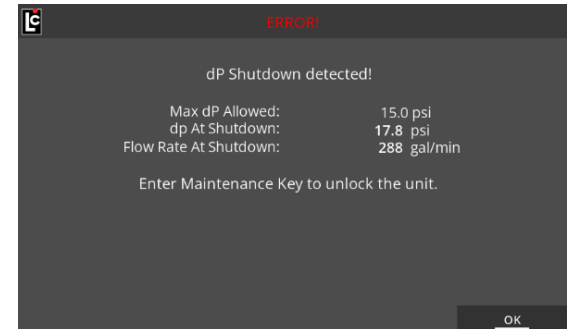 LC
ERROR!
dP Shutdown detected!
Max dP Allowed: 15.0 psi
dp At Shutdown: 17.8 psi
Flow Rate At Shutdown: 288 gal/min
Enter Maintenance Key to unlock the unit.
OK